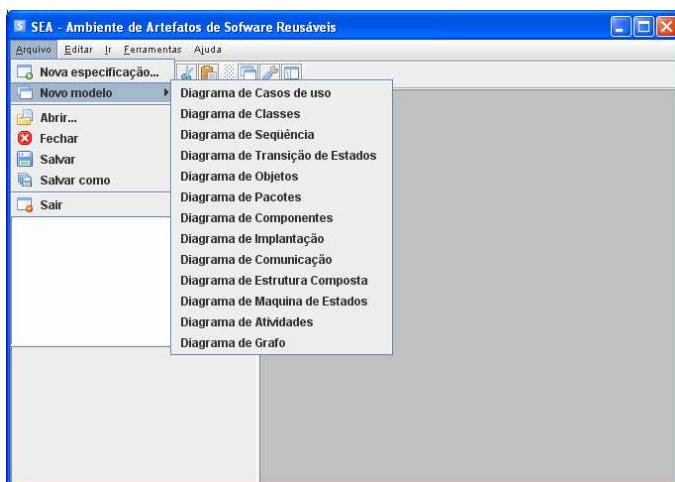 SEA - Ambiente de Artefatos de Sofware Reusáveis
Arquivo Editar Ir Ferramentas Ajuda
Nova especificação...
Novo modelo
Abrir...
Fechar
Salvar
Salvar como
Sair
Diagrama de Casos de uso
Diagrama de Classes
Diagrama de Seqüência
Diagrama de Transição de Estados
Diagrama de Objetos
Diagrama de Pacotes
Diagrama de Componentes
Diagrama de Implantação
Diagrama de Comunicação
Diagrama de Estrutura Composta
Diagrama de Maquina de Estados
Diagrama de Atividades
Diagrama de Grafo